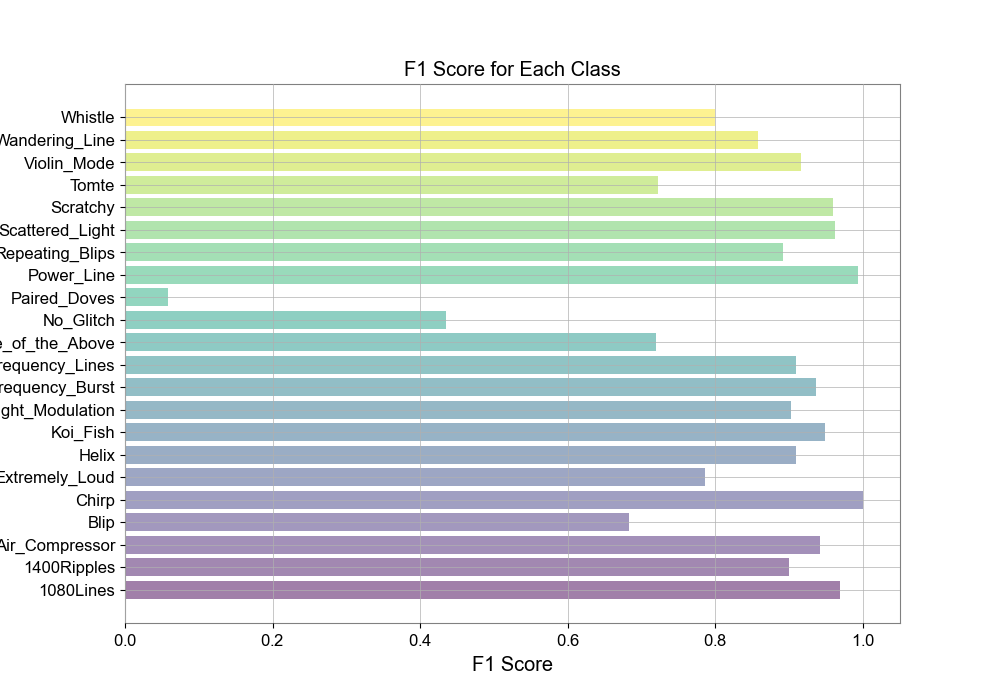 F1 Score for Each Class
Whistle
Wandering_Line
Violin_Mode
Tomte
Scratchy
Scattered_Light
Repeating_Blips
Power_Line
Paired_Doves
No_Glitch
e_of_the_Above
requency_Lines
requency_Burst
ght_Modulation
Koi_Fish
Helix
Extremely_Loud
Chirp
Blip
Air_Compressor
1400Ripples
1080Lines
0.0 0.2 0.4 0.6 0.8 1.0
F1 Score